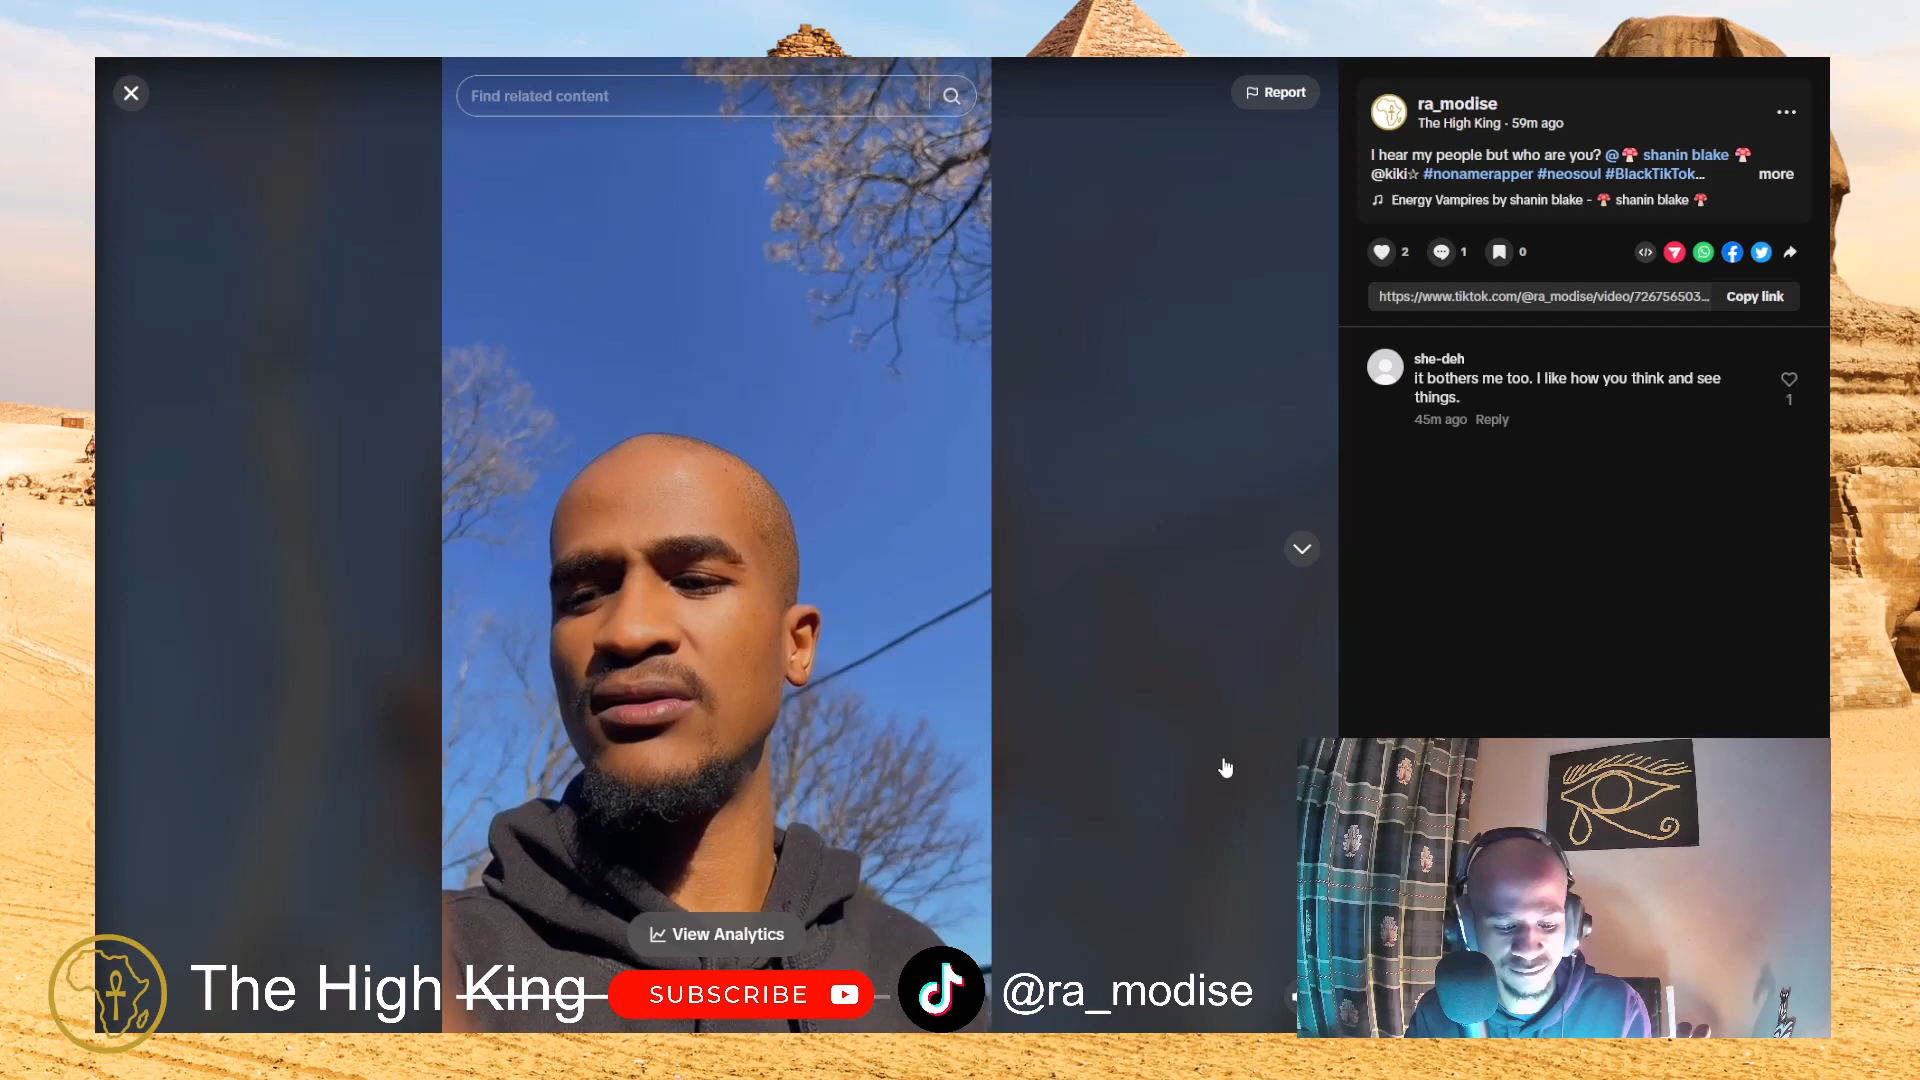 Find related content
Report
ra_modise
The High King · 59m ago
I hear my people but who are you? @🍄 shanin blake 🍄
@kiki☆ #nonamerapper #neosoul #BlackTikTok...
more
Energy Vampires by shanin blake - 🍄 shanin blake 🍄
2
1
0
https://www.tiktok.com/@ra_modise/video/726756503...
Copy link
she-deh
it bothers me too. I like how you think and see
things.
1
45m ago Reply
View Analytics
The High King
SUBSCRIBE
@ra_modise